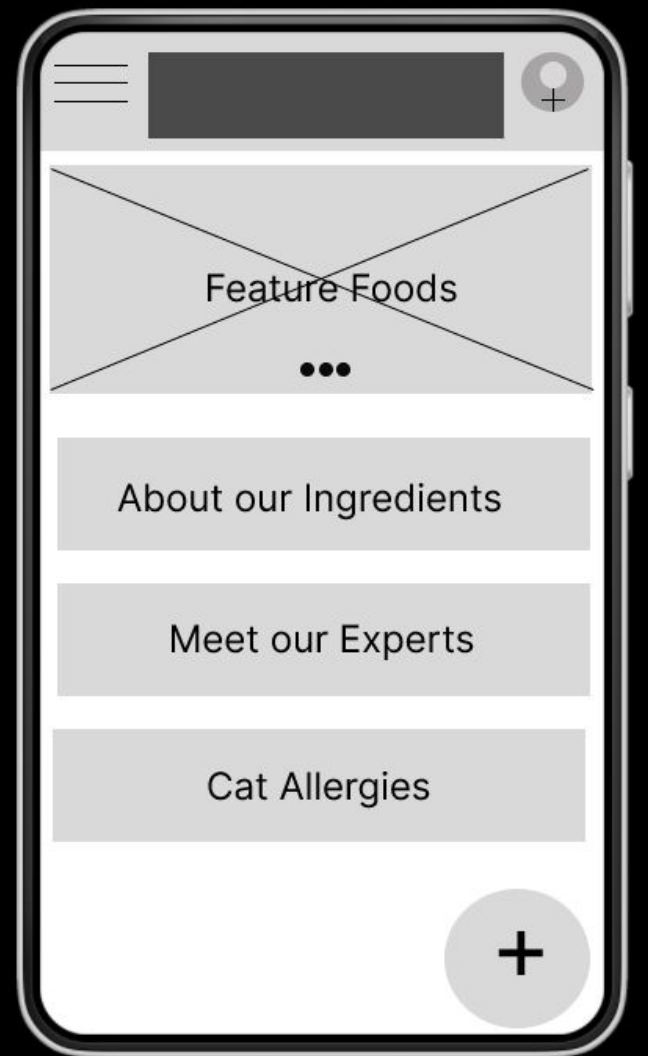 Feature Foods
About our Ingredients
Meet our Experts
Cat Allergies
+